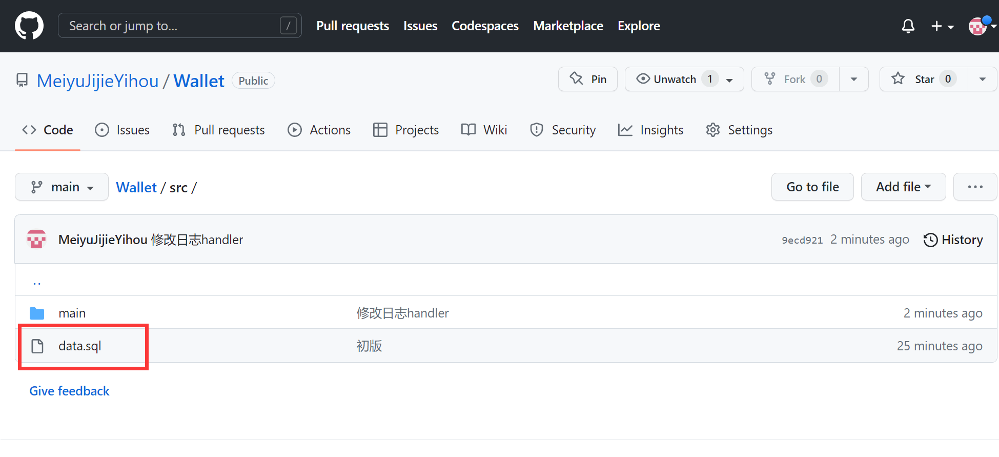 Search or jump to... / Pull requests Issues Codespaces Marketplace Explore
MeiyuJijieYihou / Wallet Public Pin Unwatch 1 Fork 0 Star 0
Code Issues Pull requests Actions Projects Wiki Security Insights Settings
main Wallet / src / Go to file Add file ...
MeiyuJijieYihou 修改日志handler 9ecd921 2 minutes ago History
..
main 修改日志handler 2 minutes ago
data.sql 初版 25 minutes ago
Give feedback